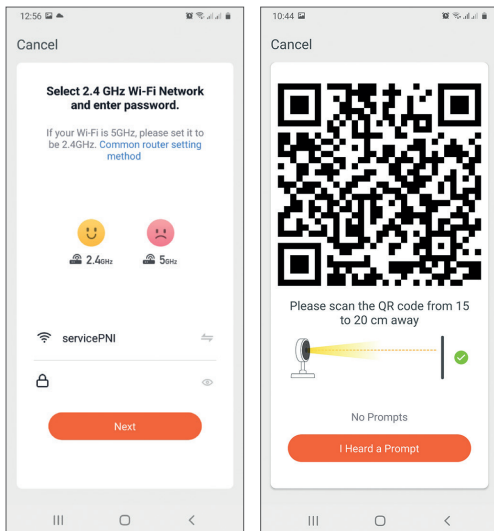 12:56
Cancel
Select 2.4 GHz Wi-Fi Network
and enter password.
If your Wi-Fi is 5GHz, please set it to
be 2.4GHz. Common router setting
method
2.4GHz 5GHz
servicePNI
Next
10:44
Cancel
Please scan the QR code from 15
to 20 cm away
No Prompts
I Heard a Prompt